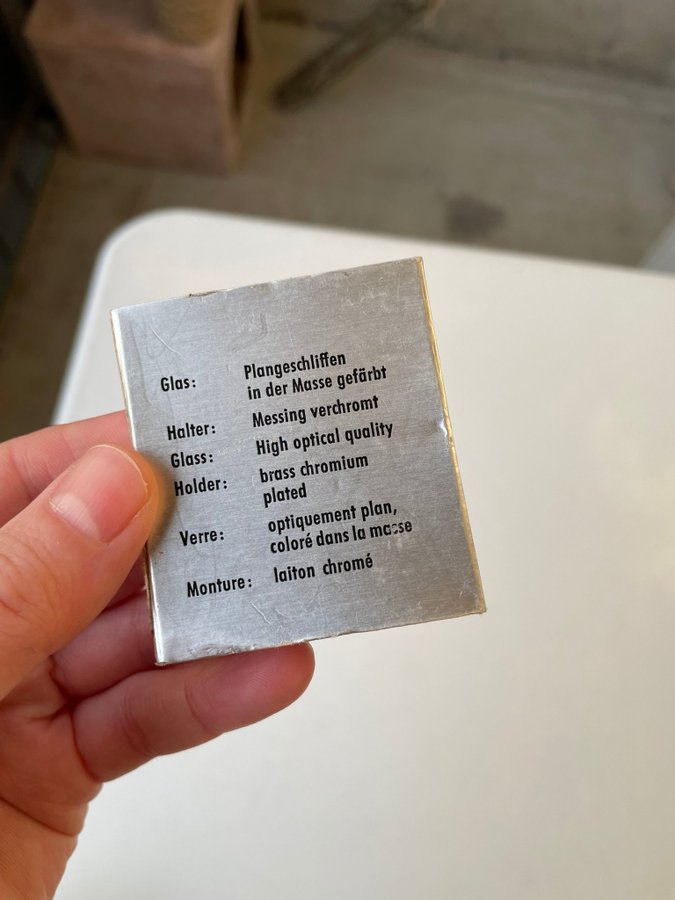 Glas: Plangeschliffen
in der Masse gefärbt
Halter: Messing verchromt
Glass: High optical quality
Holder: brass chromium
plated
Verre: optiquement plan,
coloré dans la masse
Monture: laiton chromé